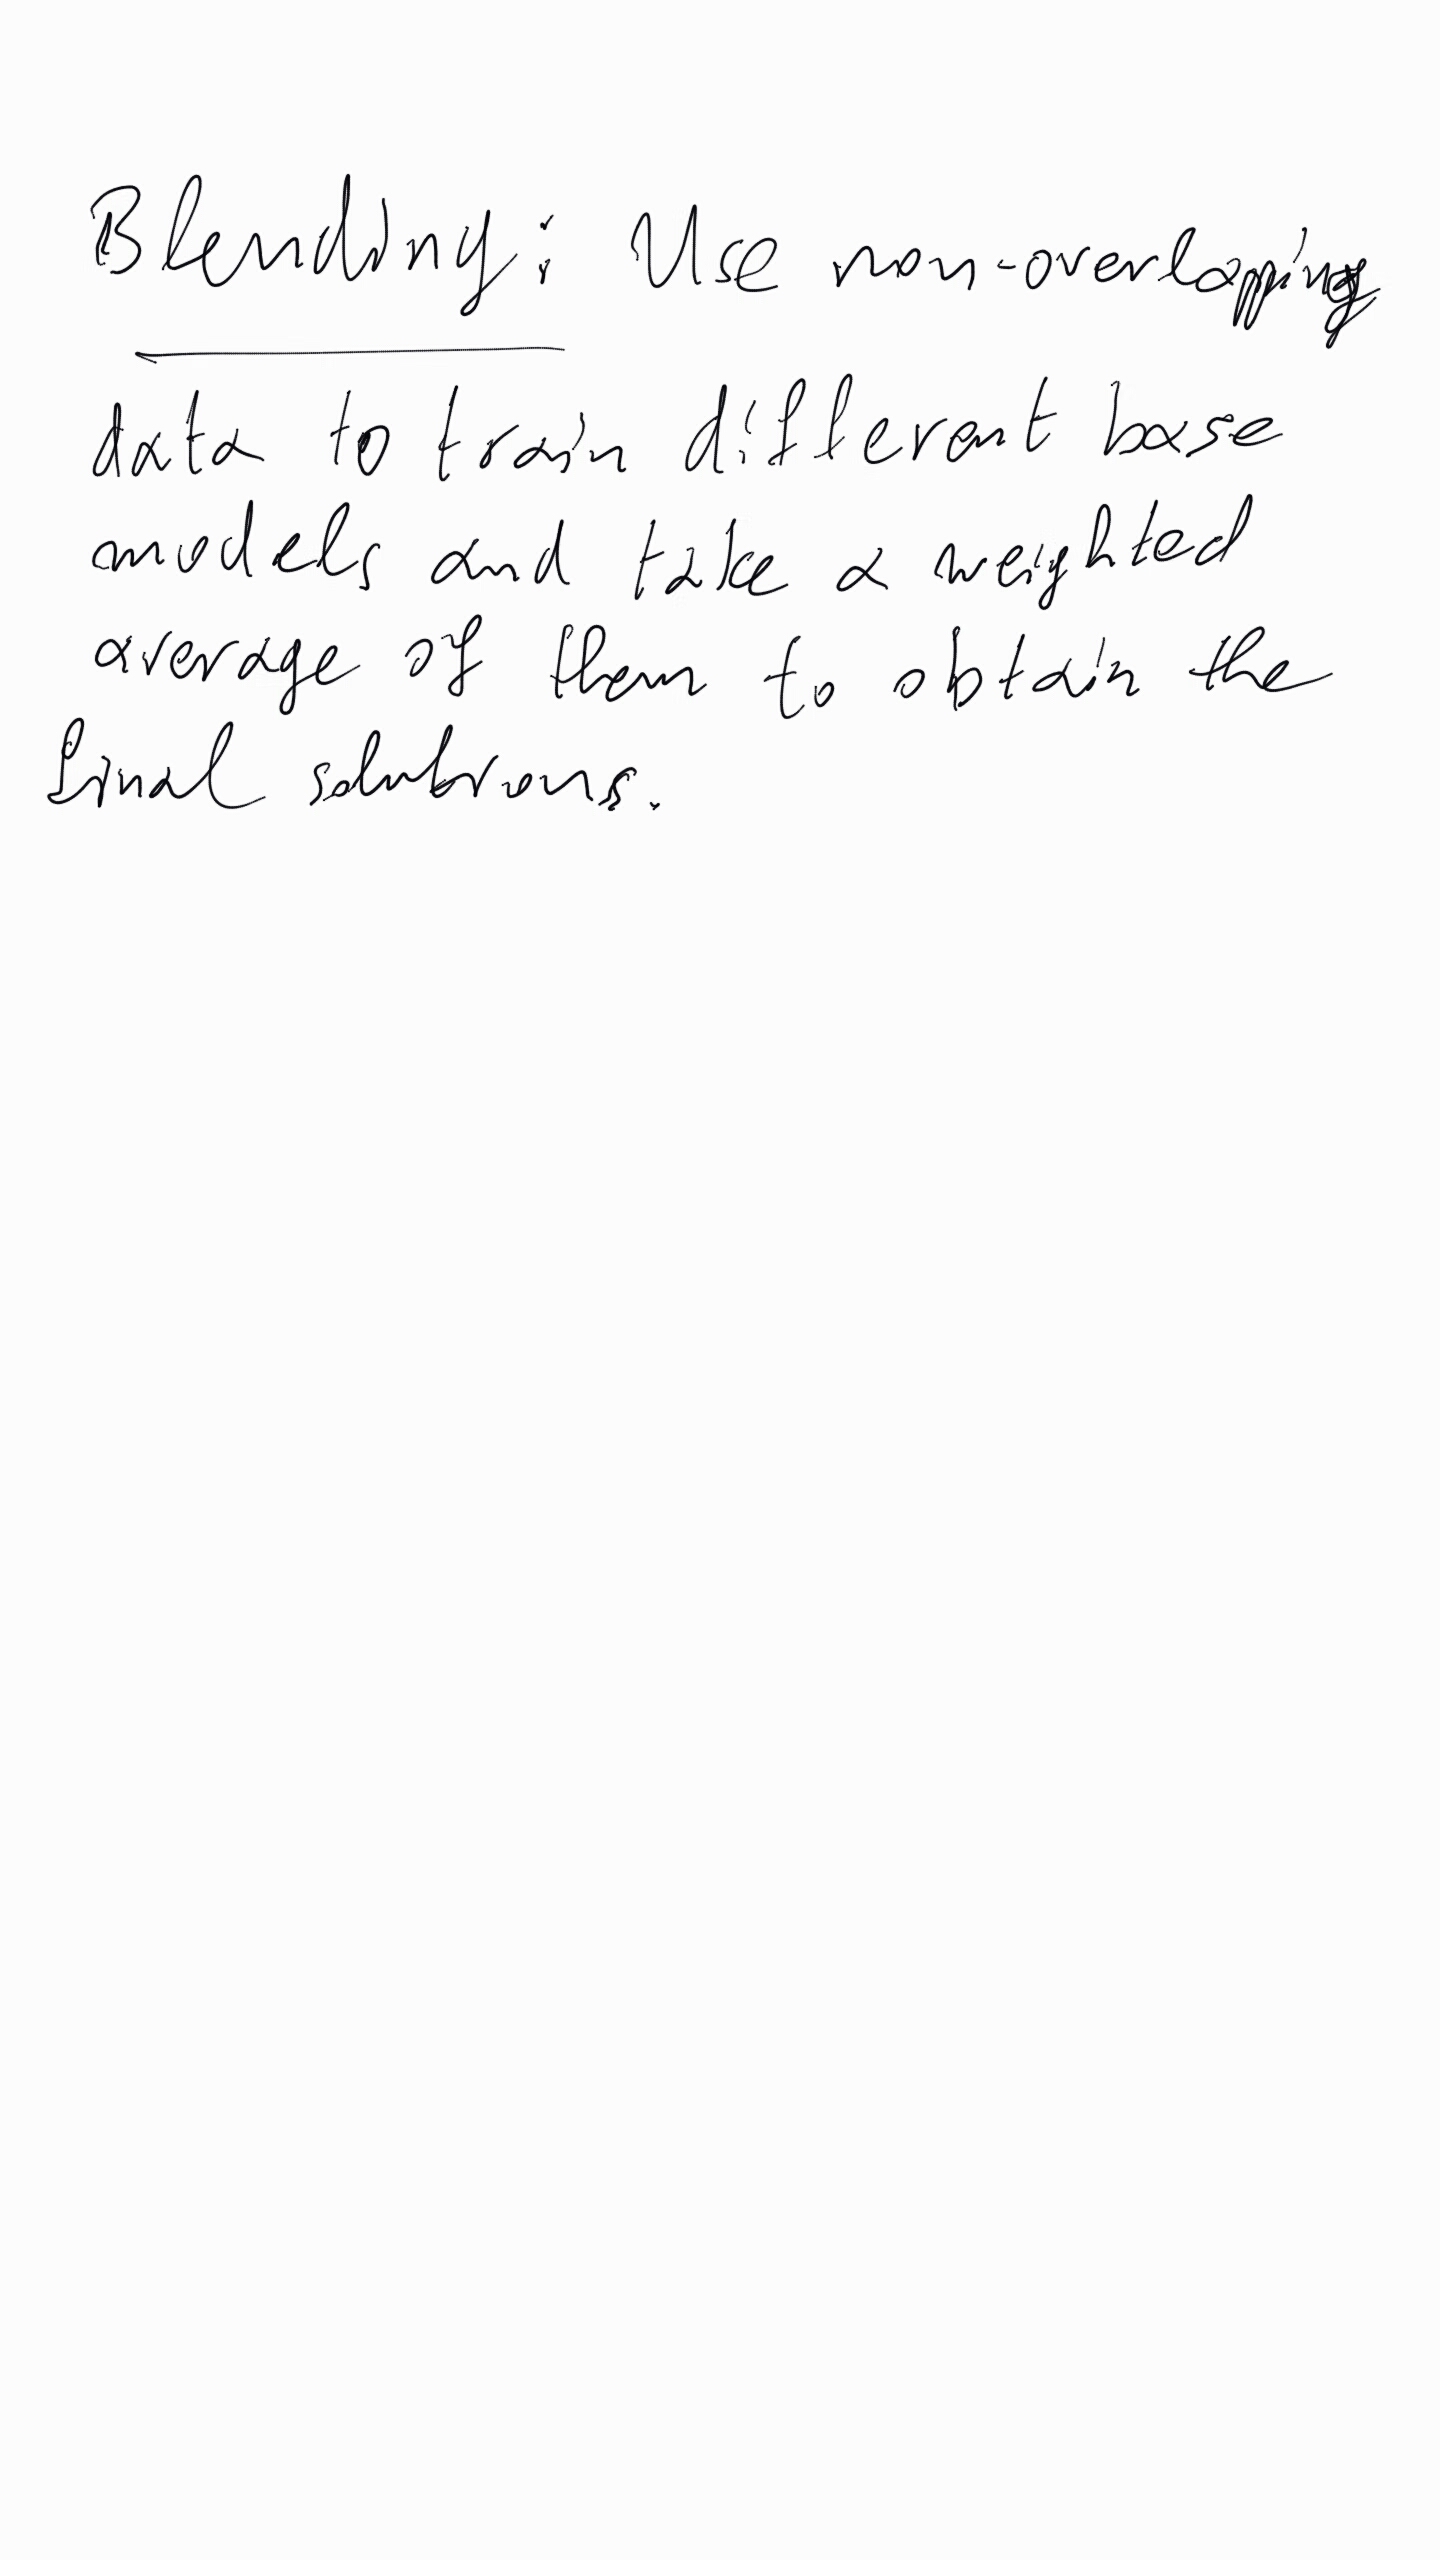 Blending: Use non-overlapping
data to train different base
models and take a weighted
average of them to obtain the
final solutions.